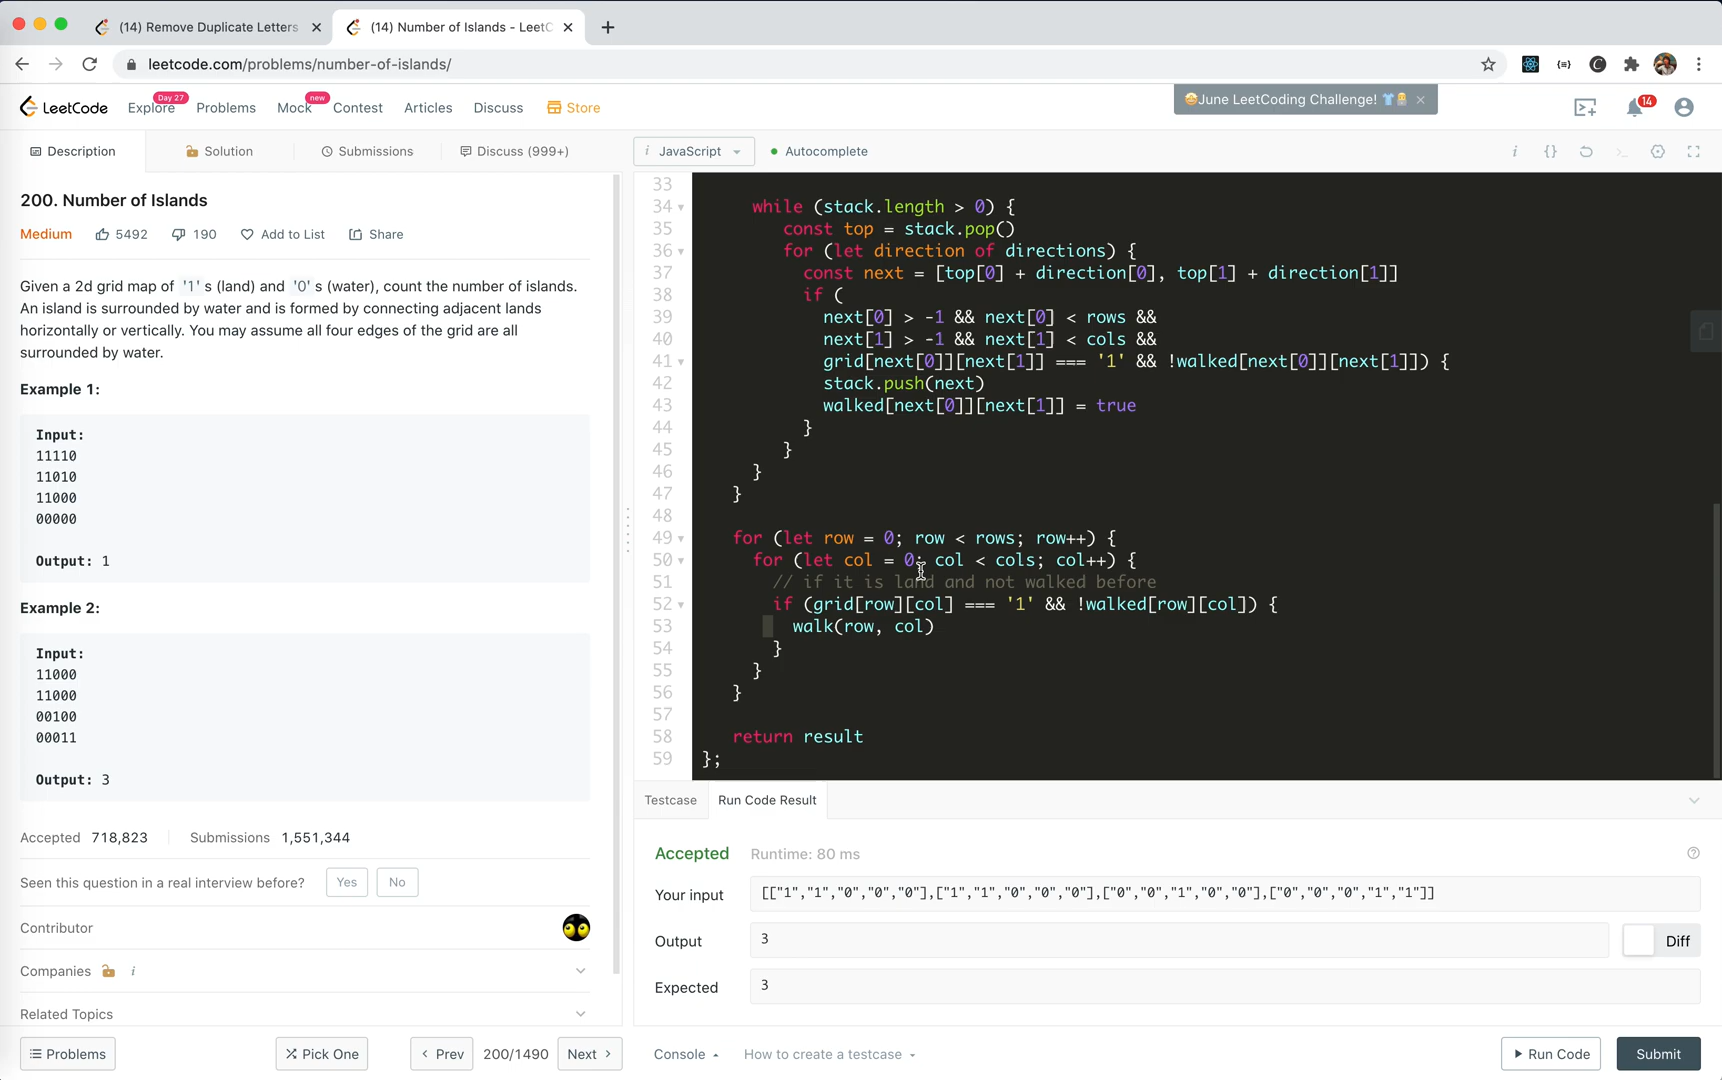 (14) Remove Duplicate Letters
(14) Number of Islands - LeetC
leetcode.com/problems/number-of-islands/
LeetCode
Explore
Day 27
Problems
Mock
new
Contest
Articles
Discuss
Store
😀June LeetCoding Challenge!
14
Description
Solution
Submissions
Discuss (999+)
i JavaScript
Autocomplete
200. Number of Islands
Medium
5492
190
Add to List
Share
Given a 2d grid map of '1' s (land) and '0' s (water), count the number of islands.
An island is surrounded by water and is formed by connecting adjacent lands
horizontally or vertically. You may assume all four edges of the grid are all
surrounded by water.
Example 1:
Input:
11110
11010
11000
00000
Output: 1
Example 2:
Input:
11000
11000
00100
00011
Output: 3
Accepted 718,823
Submissions 1,551,344
Seen this question in a real interview before?
Yes
No
Contributor
Companies
i
Related Topics
Problems
Pick One
Prev
200/1490
Next
33
34 while (stack.length > 0) {
35 const top = stack.pop()
36 for (let direction of directions) {
37 const next = [top[0] + direction[0], top[1] + direction[1]]
38 if (
39 next[0] > -1 && next[0] < rows &&
40 next[1] > -1 && next[1] < cols &&
41 grid[next[0]][next[1]] === '1' && !walked[next[0]][next[1]]) {
42 stack.push(next)
43 walked[next[0]][next[1]] = true
44 }
45 }
46 }
47 }
48
49 for (let row = 0; row < rows; row++) {
50 for (let col = 0; col < cols; col++) {
51 // if it is land and not walked before
52 if (grid[row][col] === '1' && !walked[row][col]) {
53 walk(row, col)
54 }
55 }
56 }
57
58 return result
59 };
Testcase
Run Code Result
Accepted
Runtime: 80 ms
Your input
[["1","1","0","0","0"],["1","1","0","0","0"],["0","0","1","0","0"],["0","0","0","1","1"]]
Output
3
Diff
Expected
3
Console
How to create a testcase
Run Code
Submit